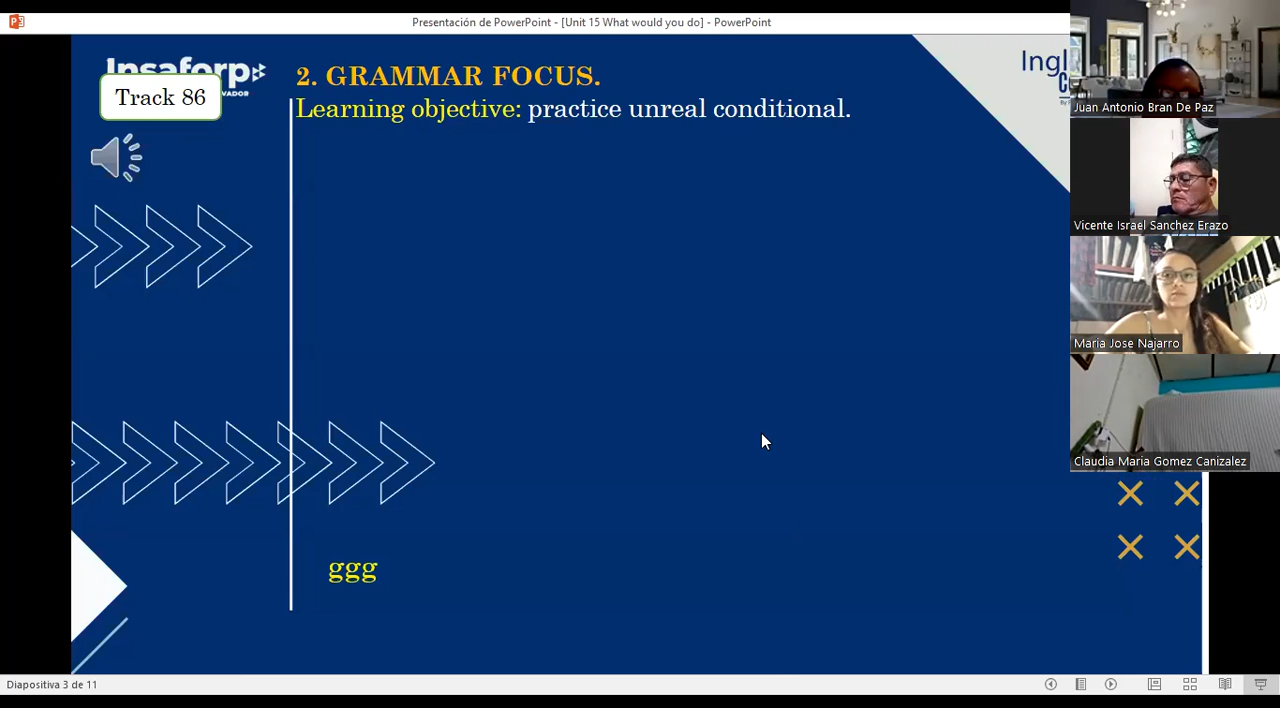 Presentación de PowerPoint - [Unit 15 What would you do] - PowerPoint
Insaforp
Track 86
2. GRAMMAR FOCUS.
Learning objective: practice unreal conditional.
ggg
Juan Antonio Bran De Paz
Vicente Israel Sanchez Erazo
Maria Jose Najarro
Claudia Maria Gomez Canizalez
Diapositiva 3 de 11